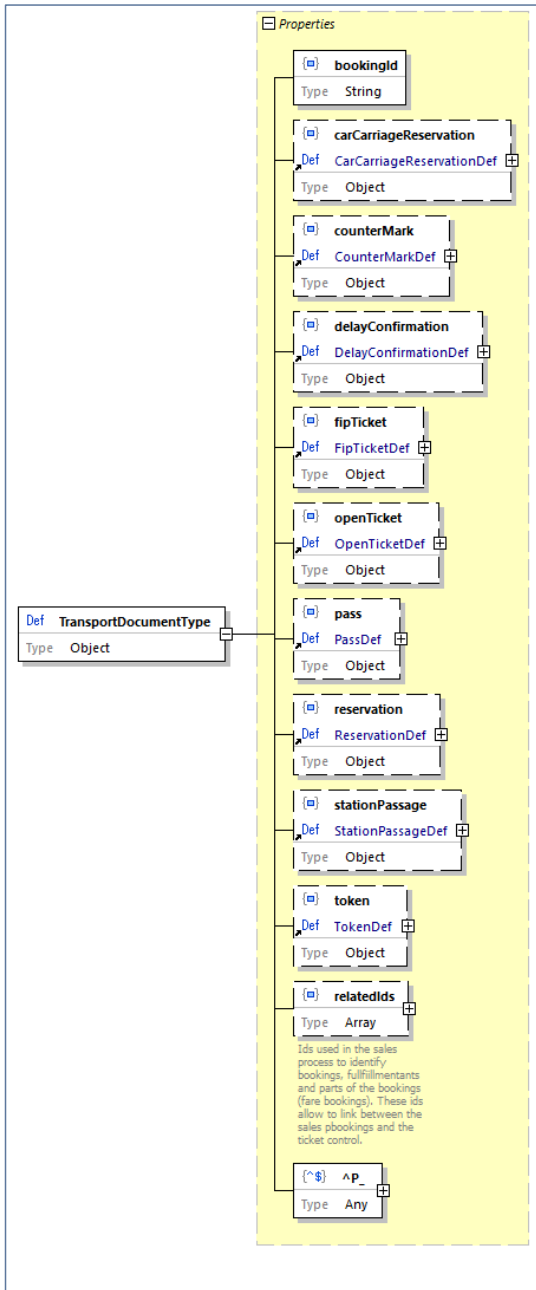 Properties
bookingId
Type String
carCarriageReservation
Def CarCarriageReservationDef
Type Object
counterMark
Def CounterMarkDef
Type Object
delayConfirmation
Def DelayConfirmationDef
Type Object
fipTicket
Def FipTicketDef
Type Object
openTicket
Def OpenTicketDef
Type Object
Def TransportDocumentType
Type Object
pass
Def PassDef
Type Object
reservation
Def ReservationDef
Type Object
stationPassage
Def StationPassageDef
Type Object
token
Def TokenDef
Type Object
relatedIds
Type Array
Ids used in the sales
process to identify
bookings, fullfiillmentants
and parts of the bookings
(fare bookings). These ids
allow to link between the
sales pbookings and the
ticket control.
{^$} ^P_
Type Any